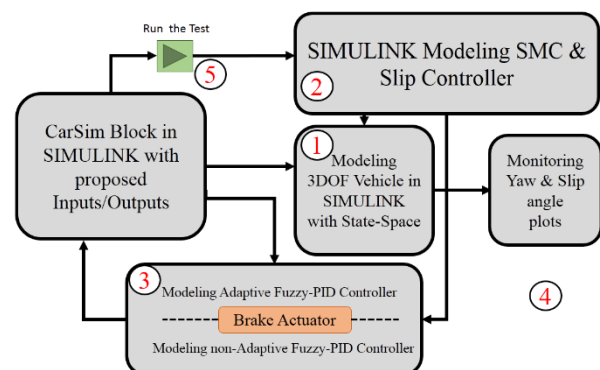 Run the Test
5
SIMULINK Modeling SMC &
Slip Controller
2
CarSim Block in
SIMULINK with
proposed
Inputs/Outputs
1
Modeling
3DOF Vehicle in
SIMULINK
with State-Space
Monitoring
Yaw & Slip
angle
plots
3
Modeling Adaptive Fuzzy-PID Controller
Brake Actuator
Modeling non-Adaptive Fuzzy-PID Controller
4